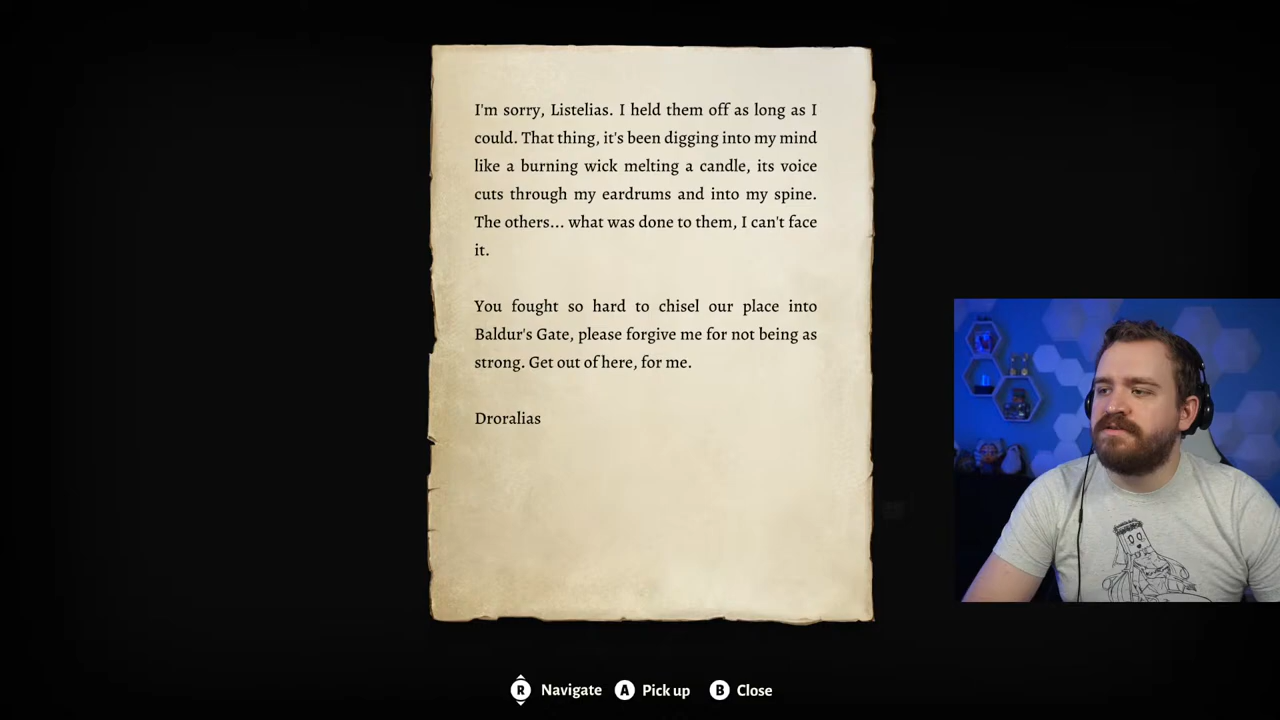 I'm sorry, Listelias. I held them off as long as I
could. That thing, it's been digging into my mind
like a burning wick melting a candle, its voice
cuts through my eardrums and into my spine.
The others... what was done to them, I can't face
it.
You fought so hard to chisel our place into
Baldur's Gate, please forgive me for not being as
strong. Get out of here, for me.
Droralias
R Navigate A Pick up B Close